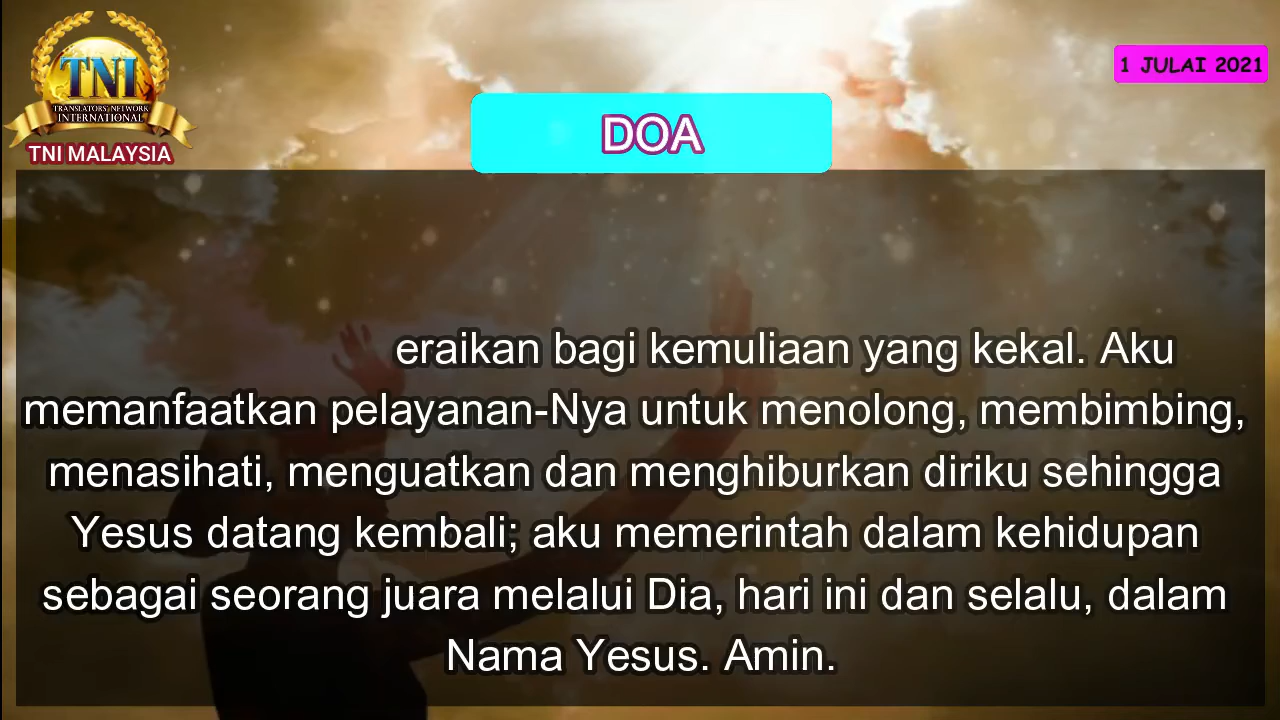 TNI
TRANSLATORS' NETWORK
INTERNATIONAL
TNI MALAYSIA
1 JULAI 2021
DOA
eraikan bagi kemuliaan yang kekal. Aku
memanfaatkan pelayanan-Nya untuk menolong, membimbing,
menasihati, menguatkan dan menghiburkan diriku sehingga
Yesus datang kembali; aku memerintah dalam kehidupan
sebagai seorang juara melalui Dia, hari ini dan selalu, dalam
Nama Yesus. Amin.